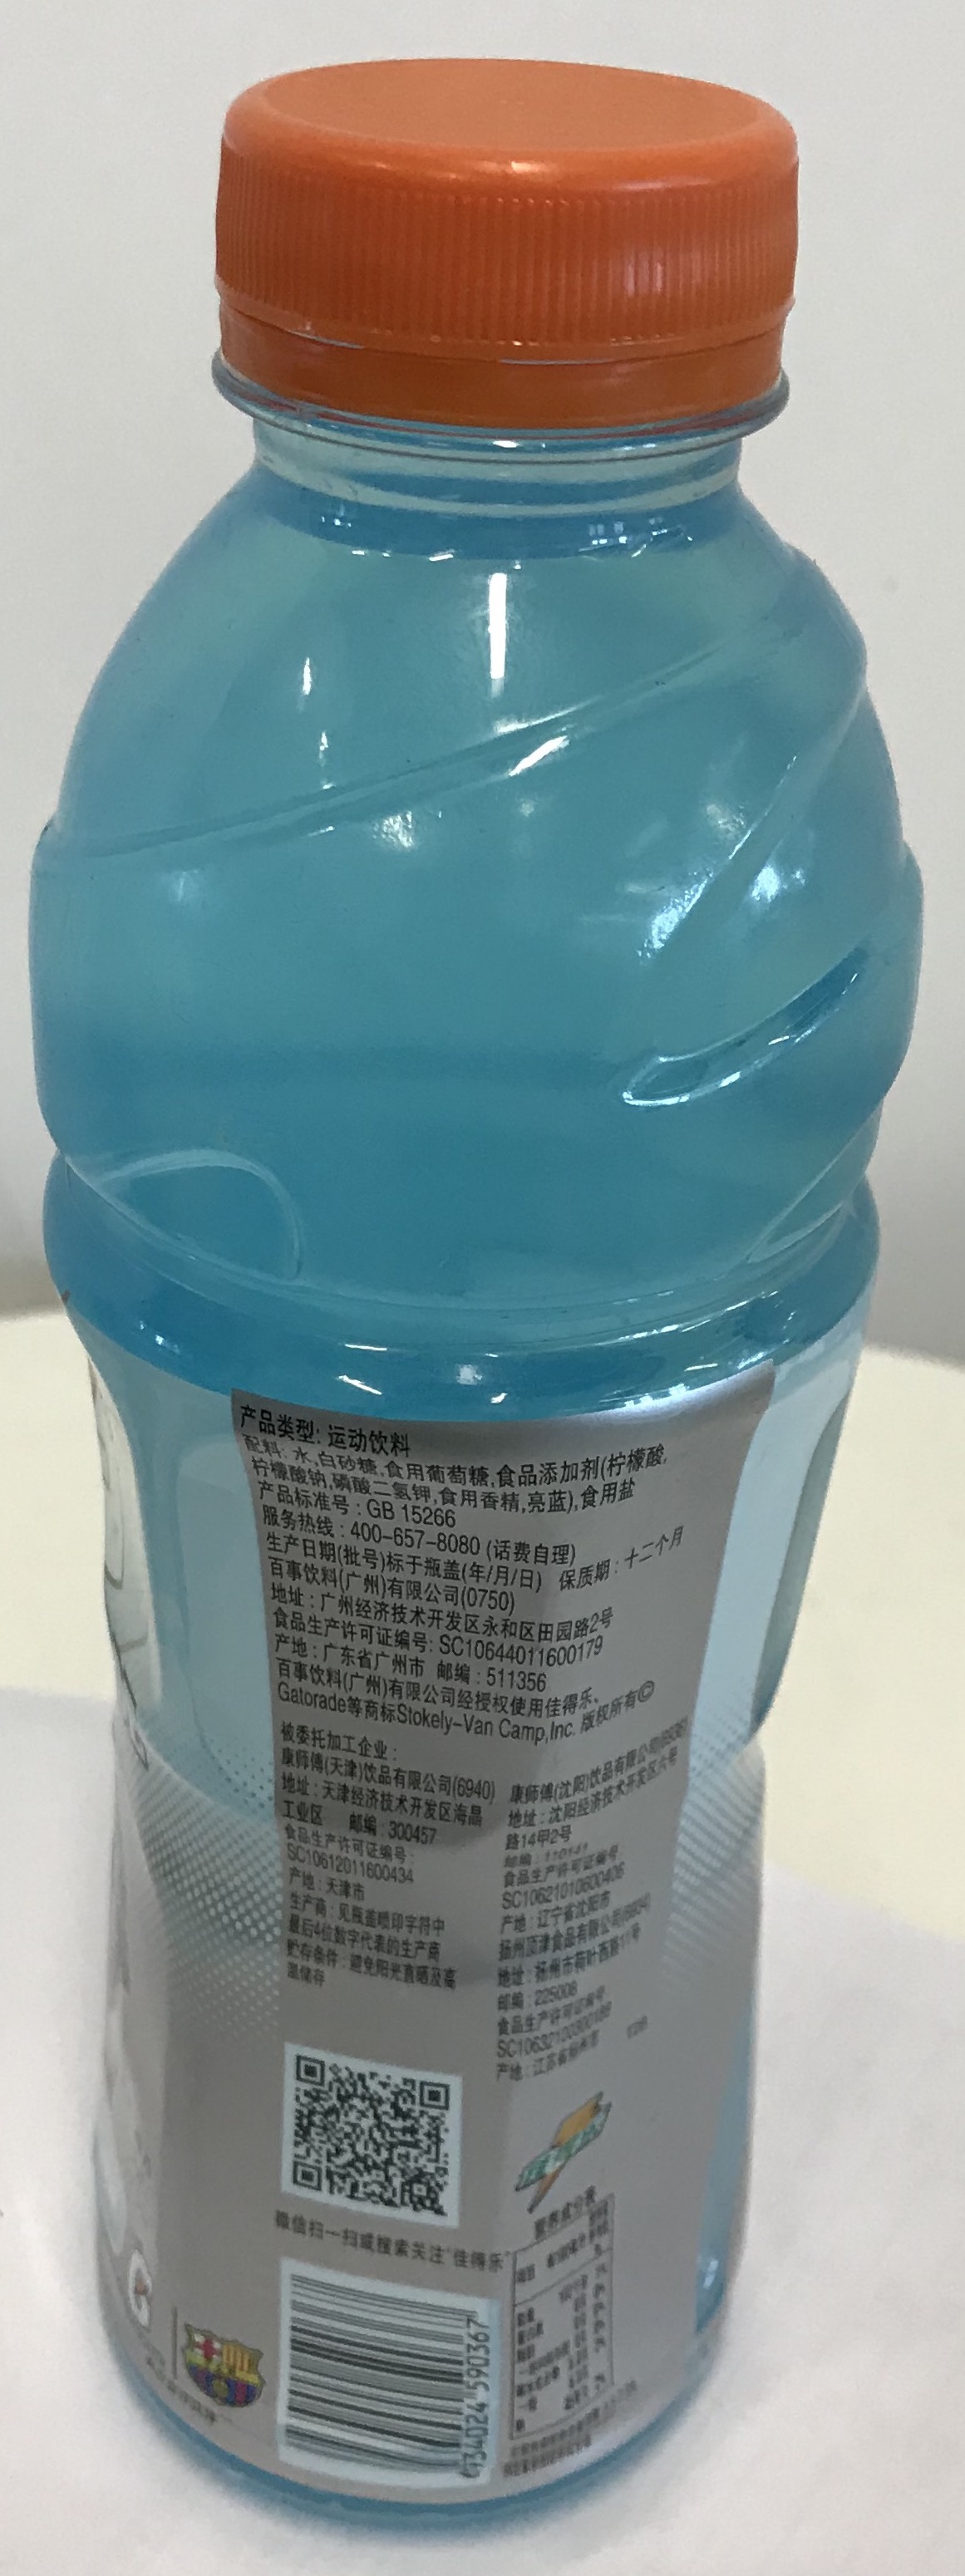 产品类型: 运动饮料
配料: 水,白砂糖,食用葡萄糖,食品添加剂(柠檬酸,
柠檬酸钠,磷酸二氢钾,食用香精,亮蓝),食用盐
产品标准号: GB 15266
服务热线: 400-657-8080 (话费自理)
生产日期(批号)标于瓶盖(年/月/日) 保质期: 十二个月
百事饮料(广州)有限公司(0750)
地址: 广州经济技术开发区永和区田园路2号
食品生产许可证编号: SC10644011600179
产地: 广东省广州市 邮编: 511356
百事饮料(广州)有限公司经授权使用佳得乐、
Gatorade等商标Stokely-Van Camp,Inc. 版权所有©
被委托加工企业:
康师傅(天津)饮品有限公司(6940)
地址: 天津经济技术开发区海晶
工业区 邮编: 300457
食品生产许可证编号:
SC10612011600434
产地: 天津市
生产商: 见瓶盖喷印字符中
最后4位数字代表的生产商
贮存条件: 避免阳光直晒及高
温储存
康师傅(沈阳)饮品有限公司
地址: 沈阳经济技术开发区六号
路14甲2号
邮编:
食品生产许可证编号:
SC10621010600406
产地: 辽宁省沈阳市
扬州顶津食品有限公司
地址: 扬州市荷叶西路
邮编: 225008
食品生产许可证编号:
产地: 江苏省扬州市
微信扫一扫或搜索关注"佳得乐"
营养成分表
34024 590367